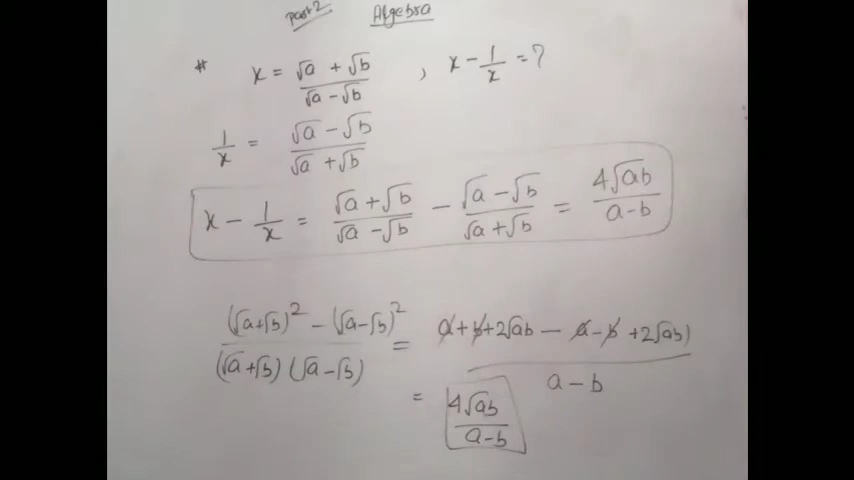 Part 2 Algebra
# x = (√a + √b)/(√a - √b) , x - 1/x = ?
1/x = (√a - √b)/(√a + √b)
x - 1/x = (√a + √b)/(√a - √b) - (√a - √b)/(√a + √b) = 4√ab/(a-b)
((√a+√b)² - (√a-√b)²)/((√a+√b)(√a-√b)) = (a+b+2√ab - a-b+2√ab)/(a-b)
= 4√ab/(a-b)